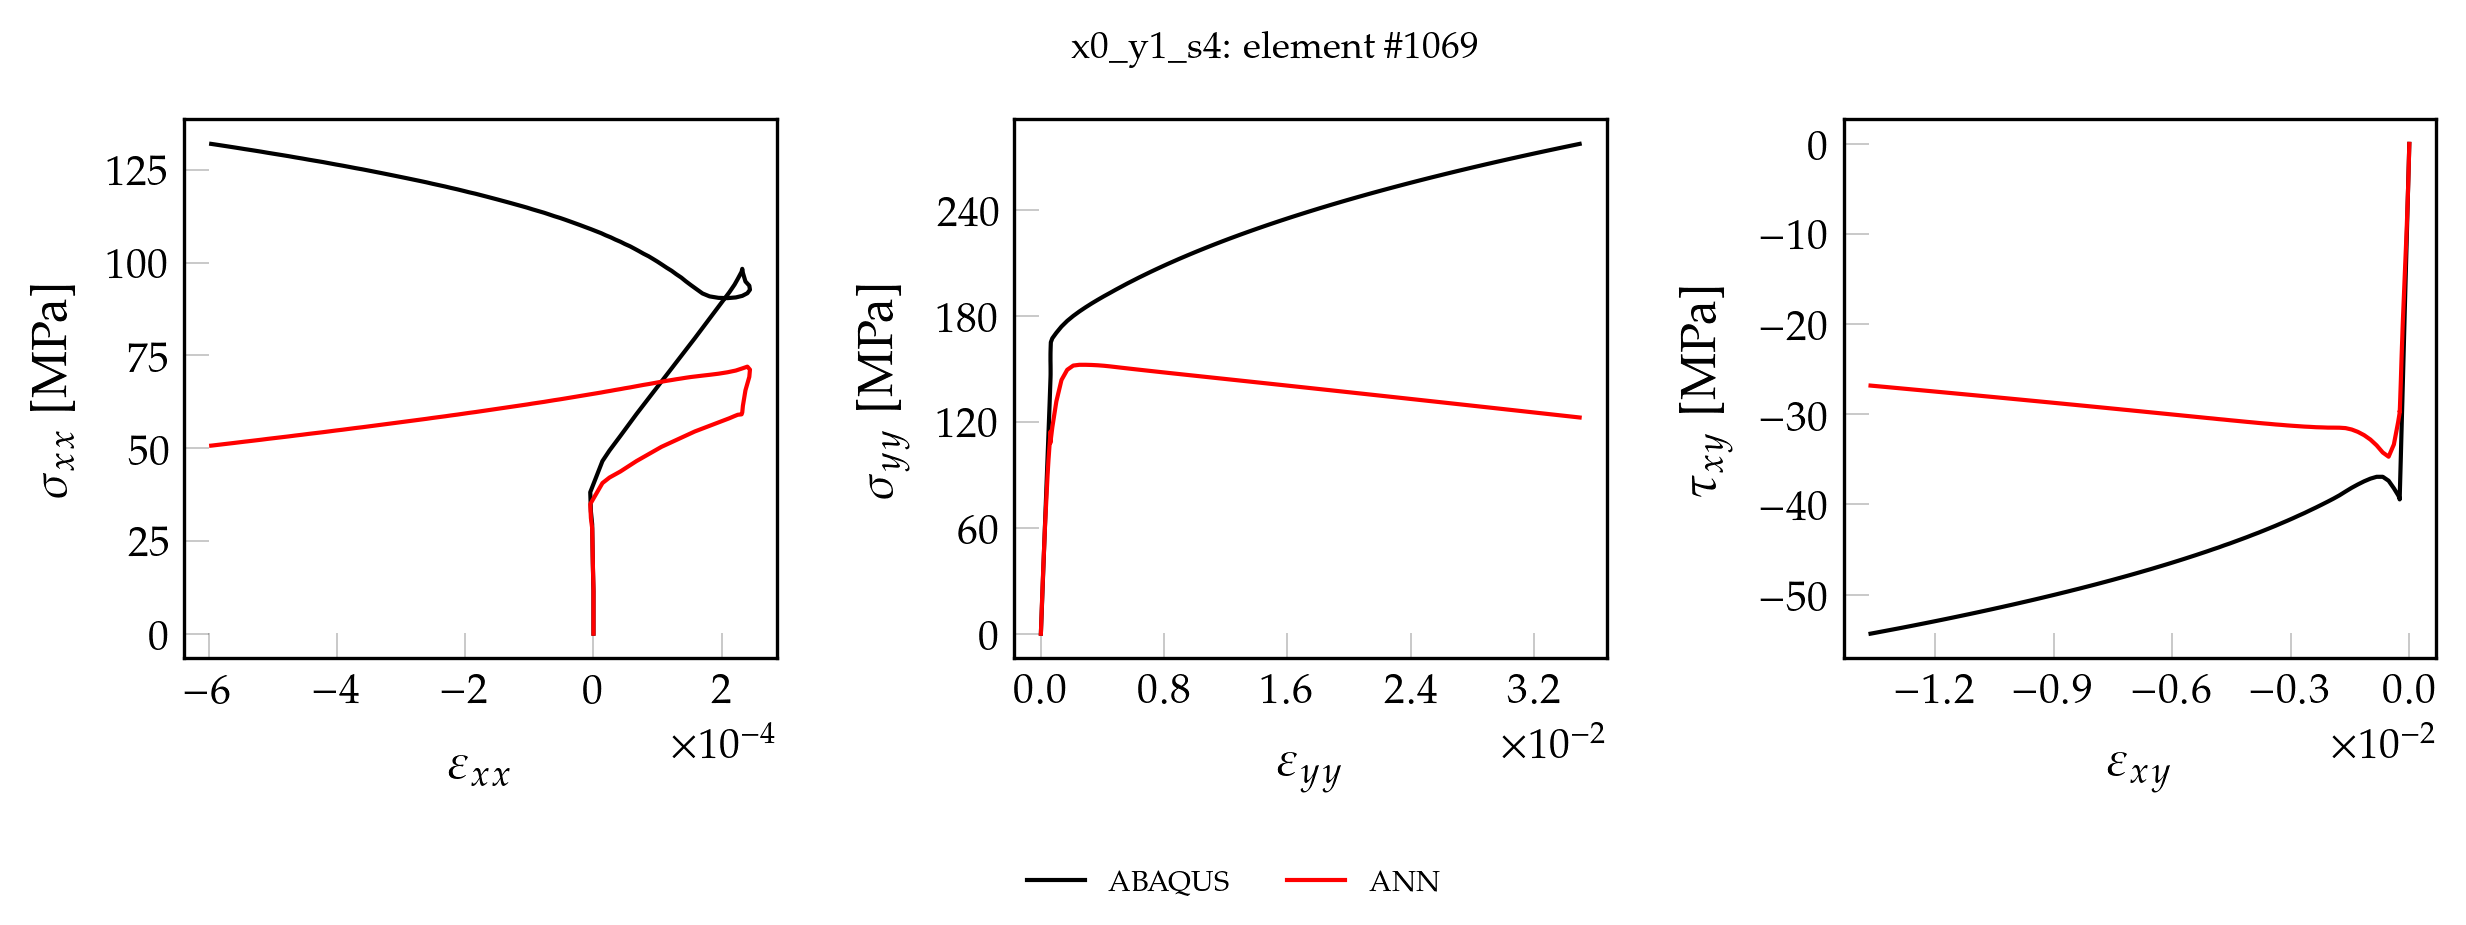 x0_y1_s4: element #1069
σxx [MPa]
125
100
75
50
25
0
−6 −4 −2 0 2
×10−4
εxx
σyy [MPa]
240
180
120
60
0
0.0 0.8 1.6 2.4 3.2
×10−2
εyy
τxy [MPa]
0
−10
−20
−30
−40
−50
−1.2 −0.9 −0.6 −0.3 0.0
×10−2
εxy
ABAQUS ANN